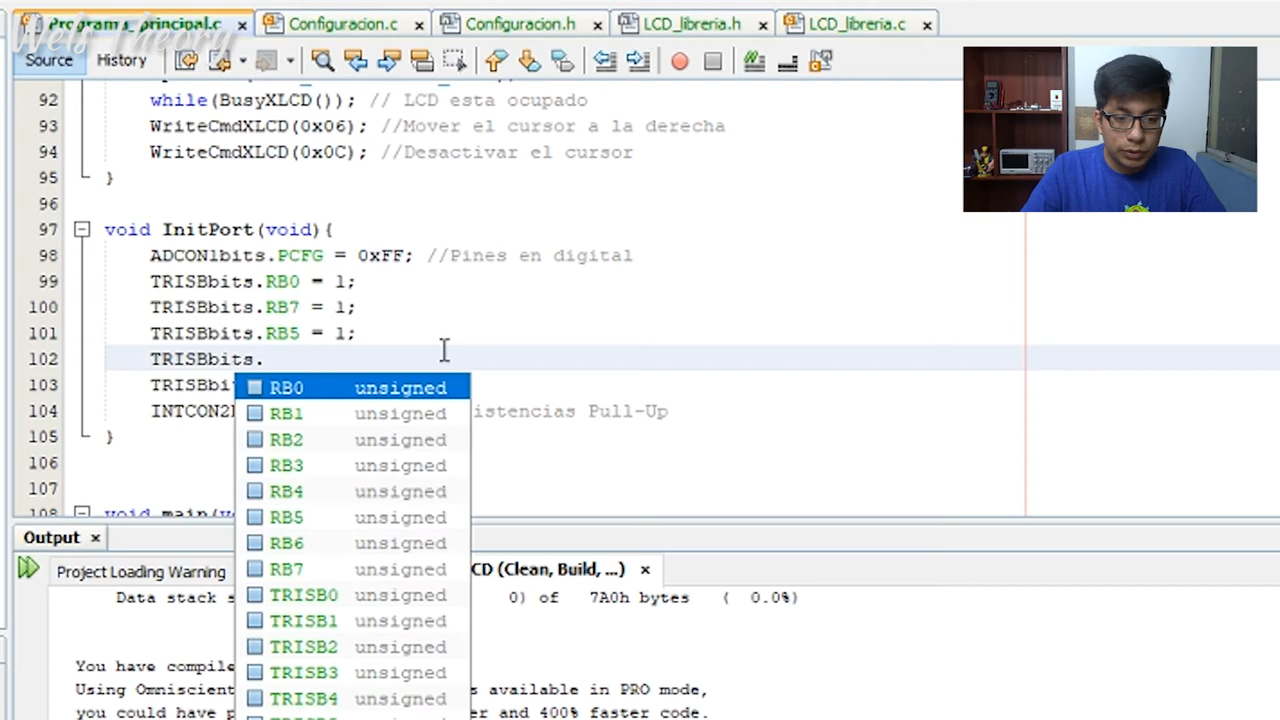 Programa_principal.c Configuracion.c Configuracion.h LCD_libreria.h LCD_libreria.c
Nels Theory
Source History
92 while(BusyXLCD()); // LCD esta ocupado
93 WriteCmdXLCD(0x06); //Mover el cursor a la derecha
94 WriteCmdXLCD(0x0C); //Desactivar el cursor
95 }
96
97 void InitPort(void){
98 ADCON1bits.PCFG = 0xFF; //Pines en digital
99 TRISBbits.RB0 = 1;
100 TRISBbits.RB7 = 1;
101 TRISBbits.RB5 = 1;
102 TRISBbits.
103 TRISBbi
104 INTCON2 istencias Pull-Up
105 }
106
107
108 void main(v
RB0 unsigned
RB1 unsigned
RB2 unsigned
RB3 unsigned
RB4 unsigned
RB5 unsigned
RB6 unsigned
RB7 unsigned
TRISB0 unsigned
TRISB1 unsigned
TRISB2 unsigned
TRISB3 unsigned
TRISB4 unsigned
Output
Project Loading Warning CD (Clean, Build, ...)
Data stack s 0) of 7A0h bytes ( 0.0%)
You have compile
Using Omniscient s available in PRO mode,
you could have p er and 400% faster code.